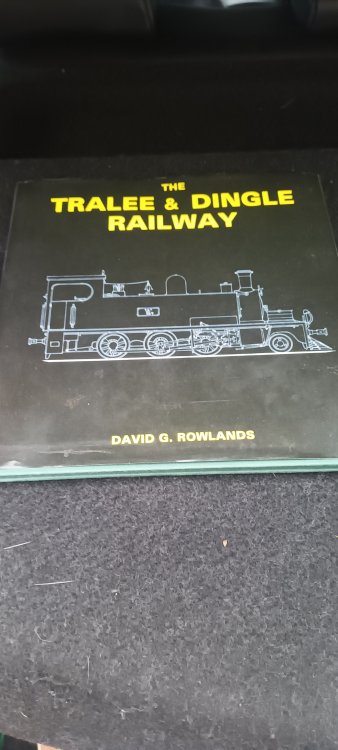 THE
TRALEE & DINGLE
RAILWAY
DAVID G. ROWLANDS